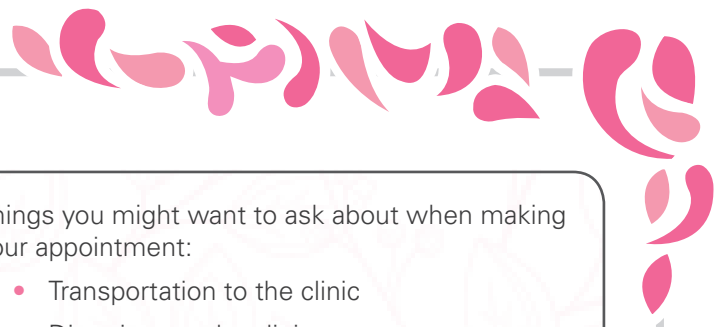 hings you might want to ask about when making
our appointment:
• Transportation to the clinic